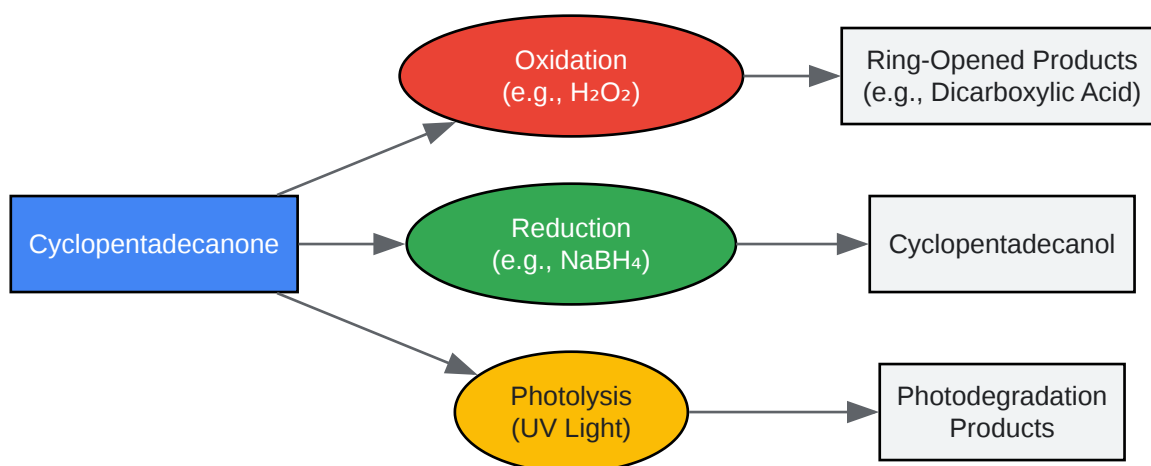 Oxidation
(e.g., H₂O₂)
Ring-Opened Products
(e.g., Dicarboxylic Acid)
Cyclopentadecanone
Reduction
(e.g., NaBH₄)
Cyclopentadecanol
Photolysis
(UV Light)
Photodegradation
Products